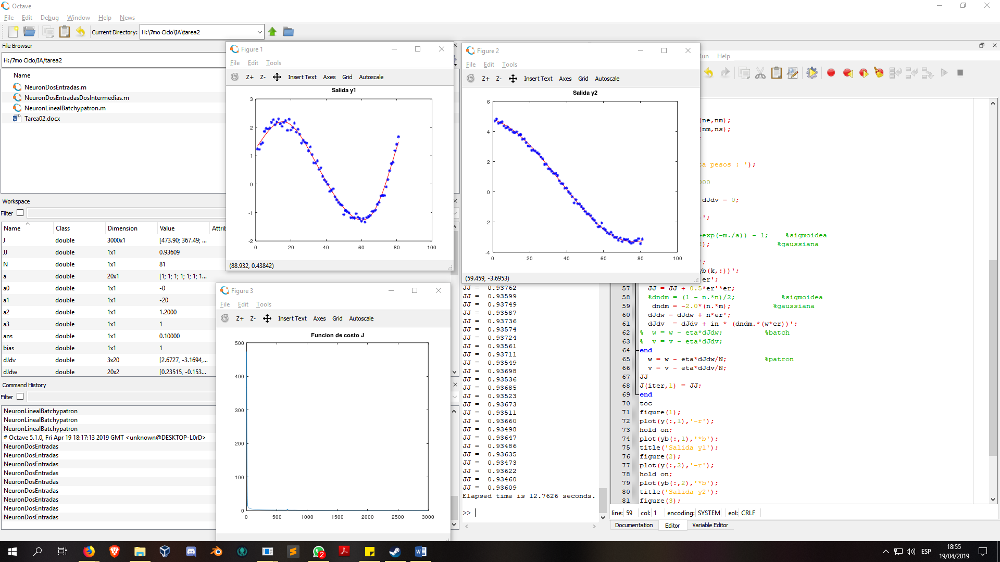 Octave
File Edit Debug Window Help News
Current Directory: H:\7mo Ciclo\IA\tarea2
File Browser
H:/7mo Ciclo/IA/tarea2
Name
NeuronDosEntradas.m
NeuronDosEntradasDosIntermedias.m
NeuronLinealBatchypatron.m
Tarea02.docx
Workspace
Filter
Name Class Dimension Value Attrib
J double 3000x1 [473.90; 367.49; ...
JJ double 1x1 0.93609
N double 1x1 81
a double 20x1 [1; 1; 1; 1; 1; 1; 1...
a0 double 1x1 -0
a1 double 1x1 -20
a2 double 1x1 1.2000
a3 double 1x1 1
ans double 1x1 0.10000
bias double 1x1 1
dJdv double 3x20 [2.6727, -3.1694,...
dJdw double 20x2 [0.23515, -0.153...
Command History
Filter
NeuronLinealBatchypatron
NeuronLinealBatchypatron
NeuronLinealBatchypatron
# Octave 5.1.0, Fri Apr 19 18:17:13 2019 GMT <unknown@DESKTOP-L0rD>
NeuronDosEntradas
NeuronDosEntradas
NeuronDosEntradas
NeuronDosEntradas
NeuronDosEntradas
NeuronDosEntradas
NeuronDosEntradas
NeuronDosEntradas
NeuronDosEntradas
Figure 1
File Edit Tools
Z+ Z- Insert Text Axes Grid Autoscale
Salida y1
3
2
1
0
-1
-2
0 20 40 60 80 100
(88.932, 0.43842)
Figure 2
File Edit Tools
Z+ Z- Insert Text Axes Grid Autoscale
Salida y2
6
4
2
0
-2
-4
0 20 40 60 80 100
(59.459, -3.6953)
Figure 3
File Edit Tools
Z+ Z- Insert Text Axes Grid Autoscale
Funcion de costo J
500
400
300
200
100
0
0 500 1000 1500 2000 2500 3000
JJ = 0.93762
JJ = 0.93599
JJ = 0.93749
JJ = 0.93587
JJ = 0.93736
JJ = 0.93574
JJ = 0.93724
JJ = 0.93561
JJ = 0.93711
JJ = 0.93549
JJ = 0.93698
JJ = 0.93536
JJ = 0.93685
JJ = 0.93523
JJ = 0.93673
JJ = 0.93511
JJ = 0.93660
JJ = 0.93498
JJ = 0.93647
JJ = 0.93486
JJ = 0.93635
JJ = 0.93473
JJ = 0.93622
JJ = 0.93460
JJ = 0.93609
Elapsed time is 12.7626 seconds.
>>
un Help
(ne,nm);
(nm,ns);
ta pesos : ');
000
dJdv = 0;
';
+exp(-m./a)) - 1; %sigmoidea
2); %gaussiana
';
yb(k,:))';
er';
57 JJ = JJ + 0.5*er'*er;
58 %dndm = (1 - n.*n)/2; %sigmoidea
59 dndm = -2.0*(n.*m); %gaussiana
60 dJdw = dJdw + n*er';
61 dJdv = dJdv + in * (dndm.*(w*er))';
62 % w = w - eta*dJdw; %batch
63 % v = v - eta*dJdv;
64 end
65 w = w - eta*dJdw/N; %patron
66 v = v - eta*dJdv/N;
67 JJ
68 J(iter,1) = JJ;
69 end
70 toc
71 figure(1);
72 plot(y(:,1),'-r');
73 hold on;
74 plot(yb(:,1),'*b');
75 title('Salida y1');
76 figure(2);
77 plot(y(:,2),'-r');
78 hold on;
79 plot(yb(:,2),'*b');
80 title('Salida y2');
81 figure(3);
line: 59 col: 1 encoding: SYSTEM eol: CRLF
Documentation Editor Variable Editor
2
ESP
18:55
19/04/2019